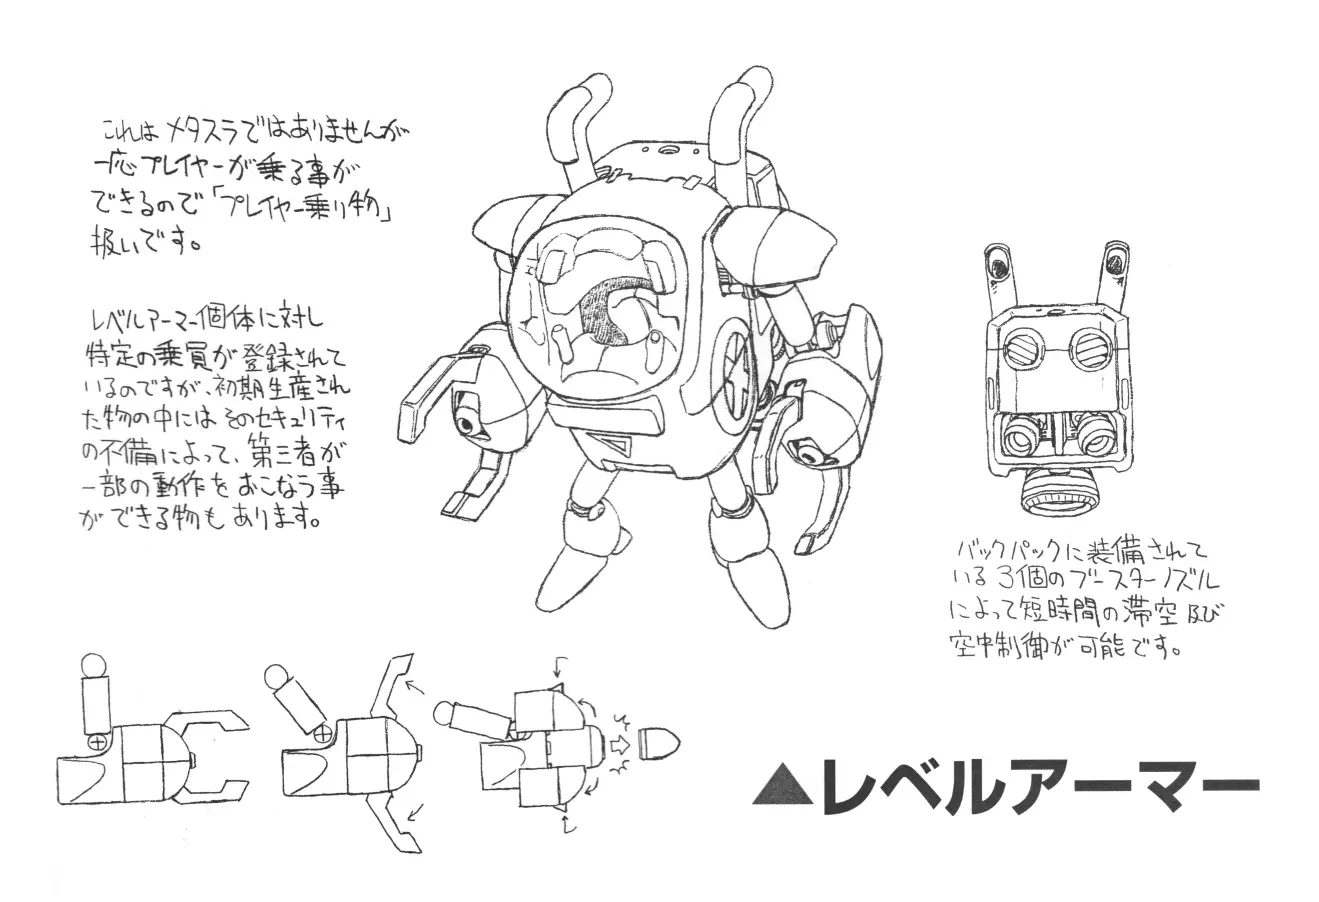 これはメタスラではありませんが
一応プレイヤーが乗る事が
できるので「プレイヤー乗り物」
扱いです。
レベルアーマー個体に対し
特定の乗員が登録されて
いるのですが、初期生産され
た物の中にはそのセキュリティ
の不備によって、第三者が
一部の動作をおこなう事
ができる物もあります。
バックパックに装備されて
いる3個のブースターノズル
によって短時間の滞空及び
空中制御が可能です。
▲レベルアーマー